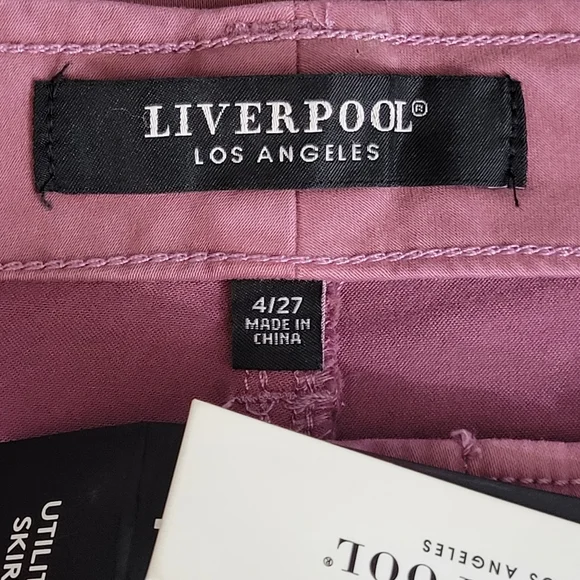 LIVERPOOL®
LOS ANGELES
4/27
MADE IN
CHINA